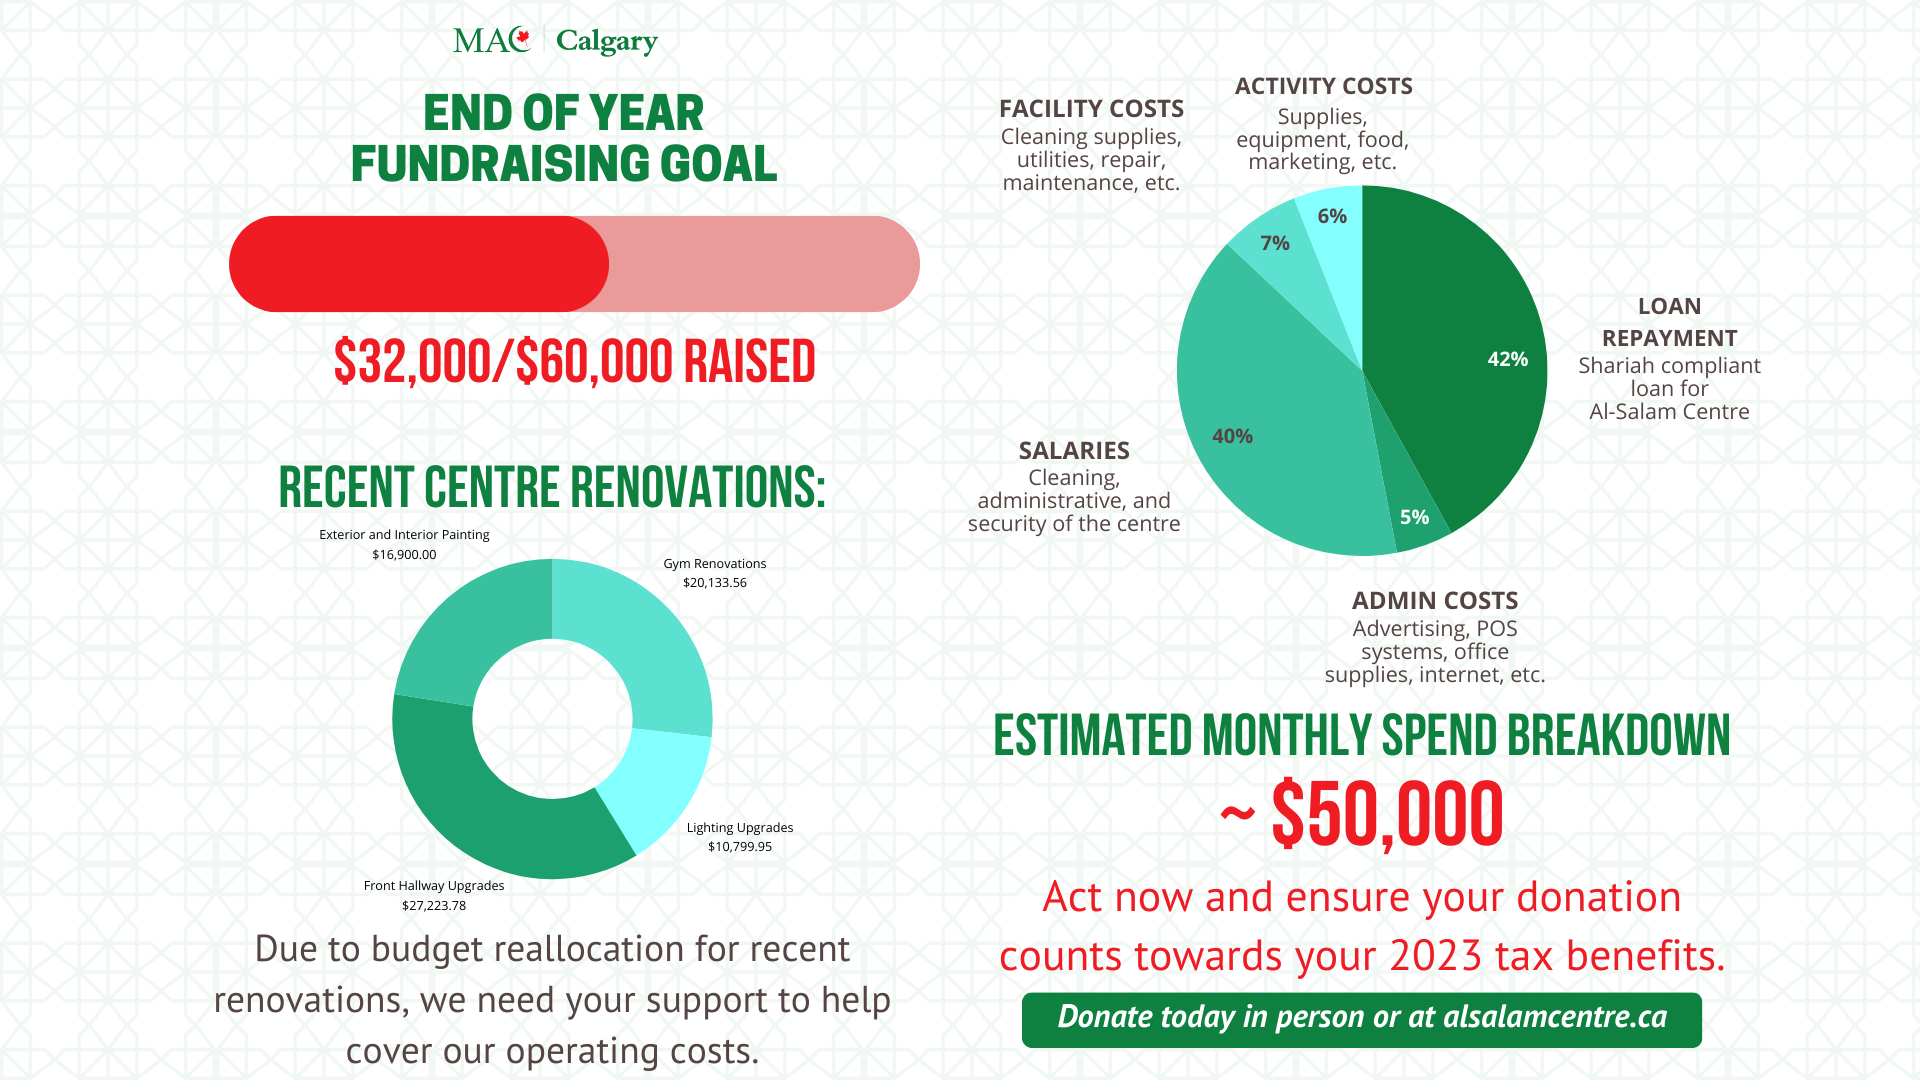 MAC | Calgary
END OF YEAR
FUNDRAISING GOAL
$32,000/$60,000 RAISED
RECENT CENTRE RENOVATIONS:
Exterior and Interior Painting
$16,900.00
Gym Renovations
$20,133.56
Lighting Upgrades
$10,799.95
Front Hallway Upgrades
$27,223.78
Due to budget reallocation for recent
renovations, we need your support to help
cover our operating costs.
FACILITY COSTS
Cleaning supplies,
utilities, repair,
maintenance, etc.
ACTIVITY COSTS
Supplies,
equipment, food,
marketing, etc.
6%
7%
42%
40%
5%
LOAN
REPAYMENT
Shariah compliant
loan for
Al-Salam Centre
SALARIES
Cleaning,
administrative, and
security of the centre
ADMIN COSTS
Advertising, POS
systems, office
supplies, internet, etc.
ESTIMATED MONTHLY SPEND BREAKDOWN
~ $50,000
Act now and ensure your donation
counts towards your 2023 tax benefits.
Donate today in person or at alsalamcentre.ca